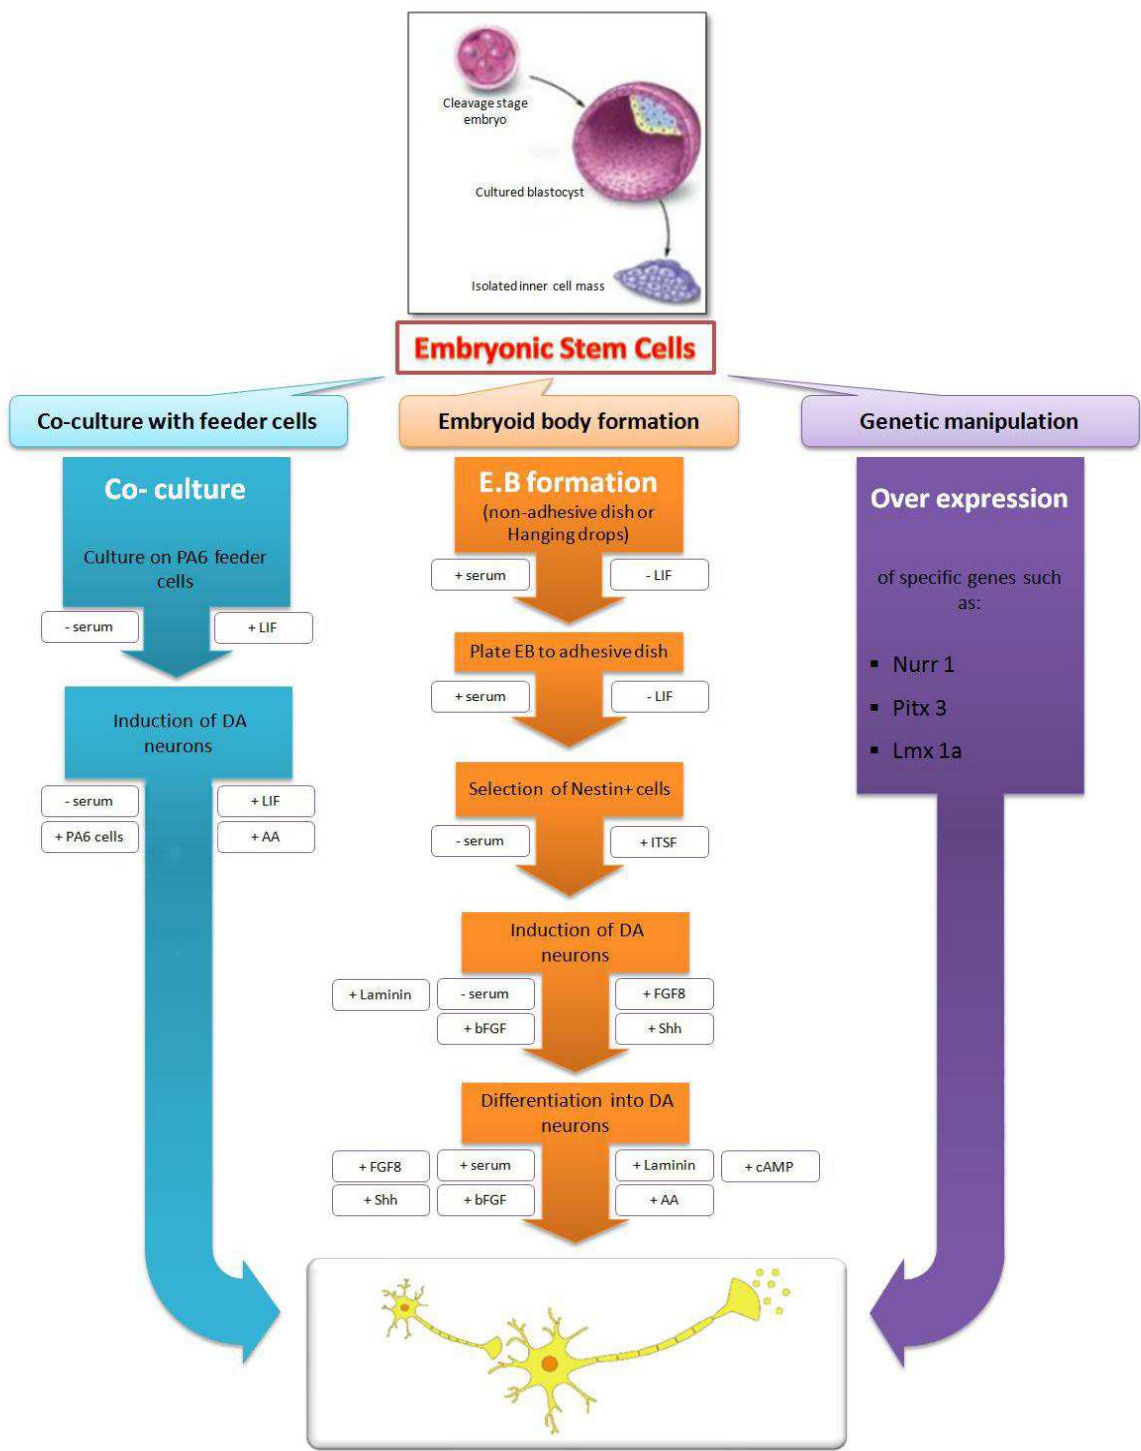 Cleavage stage
embryo
Cultured blastocyst
Isolated inner cell mass
Embryonic Stem Cells
Co-culture with feeder cells
Co- culture
Culture on PA6 feeder
cells
- serum
+ LIF
Induction of DA
neurons
- serum
+ LIF
+ PA6 cells
+ AA
Embryoid body formation
E.B formation
(non-adhesive dish or
Hanging drops)
+ serum
- LIF
Plate EB to adhesive dish
+ serum
- LIF
Selection of Nestin+ cells
- serum
+ ITSF
Induction of DA
neurons
+ Laminin
- serum
+ FGF8
+ bFGF
+ Shh
Differentiation into DA
neurons
+ FGF8
+ serum
+ Laminin
+ cAMP
+ Shh
+ bFGF
+ AA
Genetic manipulation
Over expression
of specific genes such
as:
▪ Nurr 1
▪ Pitx 3
▪ Lmx 1a